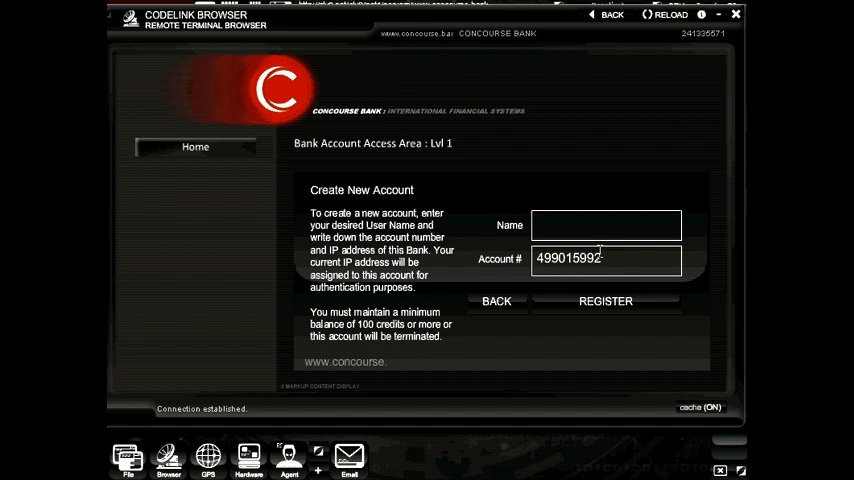 CODELINK BROWSER
REMOTE TERMINAL BROWSER
BACK
RELOAD
www.concourse.bai CONCOURSE BANK
241335571
C
CONCOURSE BANK : INTERNATIONAL FINANCIAL SYSTEMS
Home
Bank Account Access Area : Lvl 1
Create New Account
To create a new account, enter
your desired User Name and
write down the account number
and IP address of this Bank. Your
current IP address will be
assigned to this account for
authentication purposes.
You must maintain a minimum
balance of 100 credits or more or
this account will be terminated.
Name
Account #
499015992
BACK
REGISTER
www.concourse.
# MARKUP CONTENT DISPLAY
Connection established.
cache (ON)
File
Browser
GPS
Hardware
Agent
Email